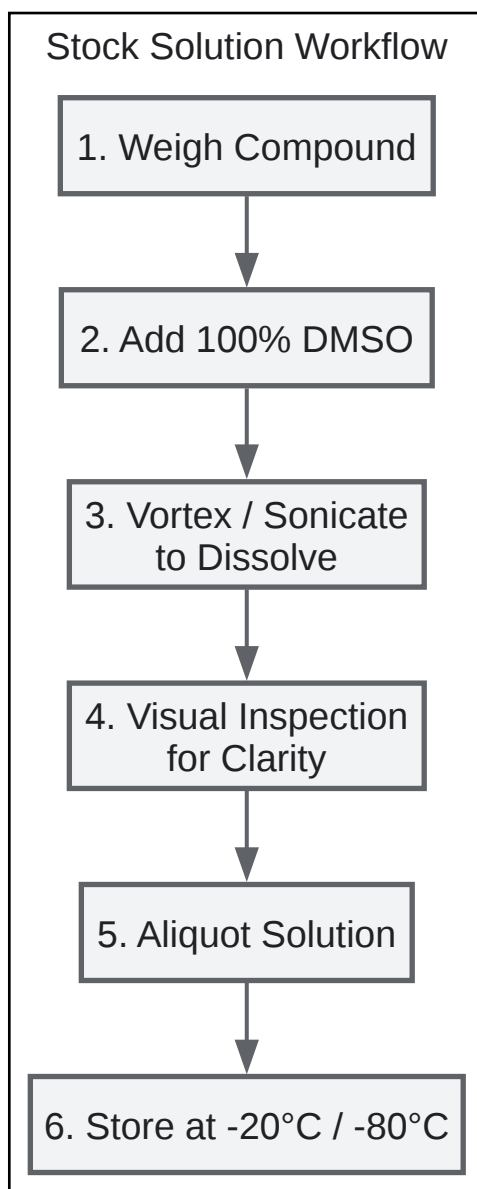 Stock Solution Workflow
1. Weigh Compound
2. Add 100% DMSO
3. Vortex / Sonicate
to Dissolve
4. Visual Inspection
for Clarity
5. Aliquot Solution
6. Store at -20°C / -80°C